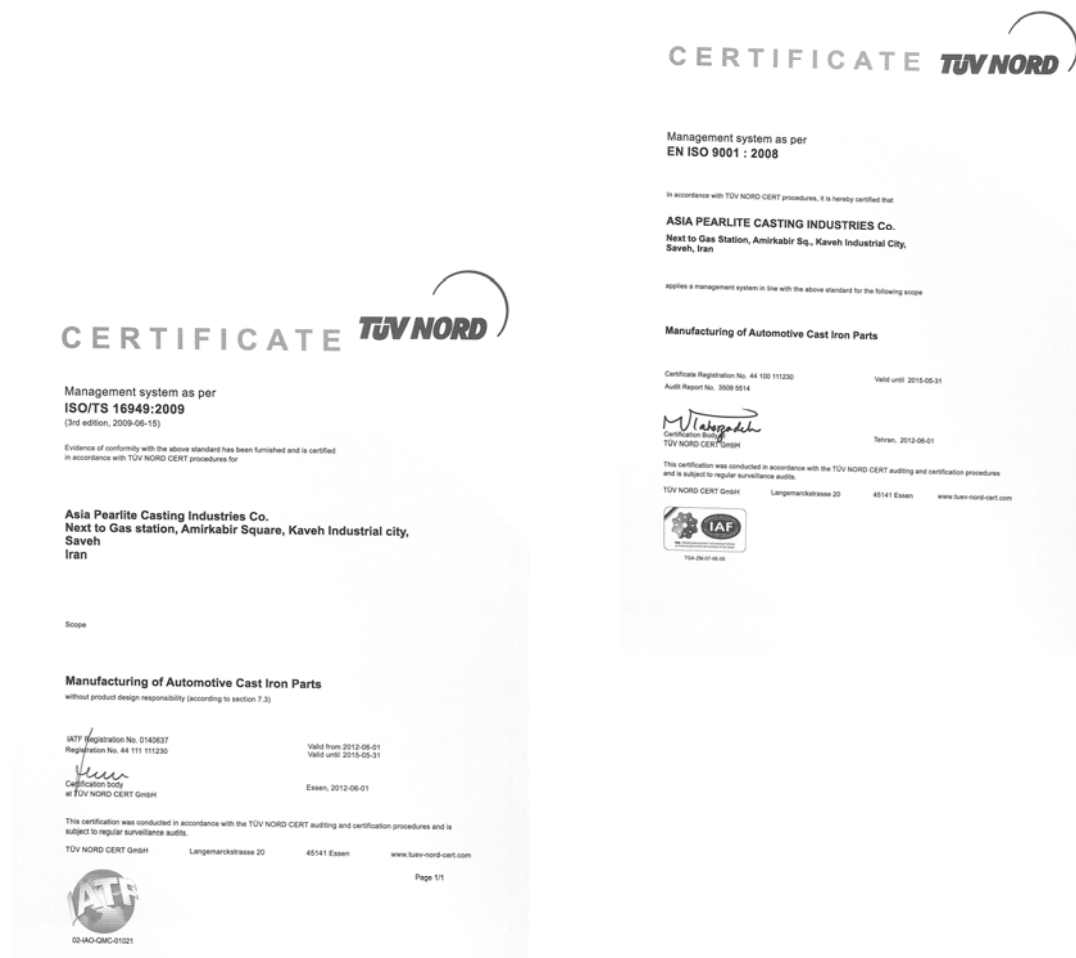 CERTIFICATE
TÜV NORD
Management system as per
ISO/TS 16949:2009
(3rd edition, 2009-06-15)
Evidence of conformity with the above standard has been furnished and is certified
in accordance with TÜV NORD CERT procedures for
Asia Pearlite Casting Industries Co.
Next to Gas station, Amirkabir Square, Kaveh Industrial city,
Saveh
Iran
Scope
Manufacturing of Automotive Cast Iron Parts
without product design responsibility (according to section 7.3)
IATF Registration No. 0140637
Registration No. 44 111 111230
Valid from 2012-06-01
Valid until 2015-05-31
Certification body
at TÜV NORD CERT GmbH
Essen, 2012-06-01
This certification was conducted in accordance with the TÜV NORD CERT auditing and certification procedures and is
subject to regular surveillance audits.
TÜV NORD CERT GmbH Langemarckstrasse 20 45141 Essen www.tuev-nord-cert.com
Page 1/1
IATF
02-IAO-QMC-01021
CERTIFICATE
TÜV NORD
Management system as per
EN ISO 9001 : 2008
In accordance with TÜV NORD CERT procedures, it is hereby certified that
ASIA PEARLITE CASTING INDUSTRIES Co.
Next to Gas Station, Amirkabir Sq., Kaveh Industrial City,
Saveh, Iran
applies a management system in line with the above standard for the following scope
Manufacturing of Automotive Cast Iron Parts
Certificate Registration No. 44 100 111230
Audit Report No. 3509 5514
Valid until 2015-05-31
Certification Body
TÜV NORD CERT GmbH
Tehran, 2012-06-01
This certification was conducted in accordance with the TÜV NORD CERT auditing and certification procedures
and is subject to regular surveillance audits.
TÜV NORD CERT GmbH Langemarckstrasse 20 45141 Essen www.tuev-nord-cert.com
IAF